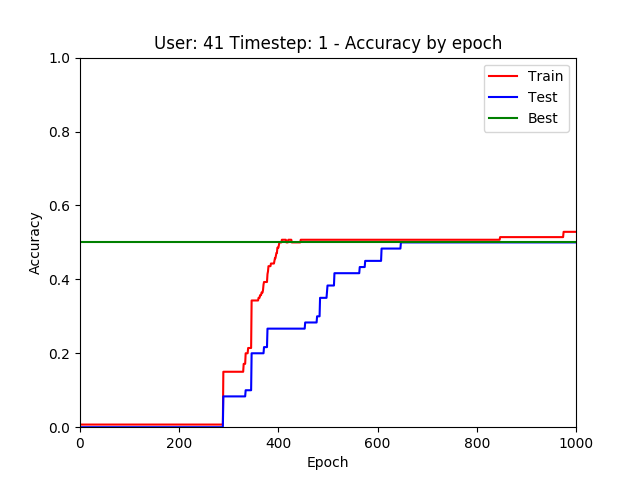 User: 41 Timestep: 1 - Accuracy by epoch
Train
Test
Best
Accuracy
1.0
0.8
0.6
0.4
0.2
0.0
0 200 400 600 800 1000
Epoch